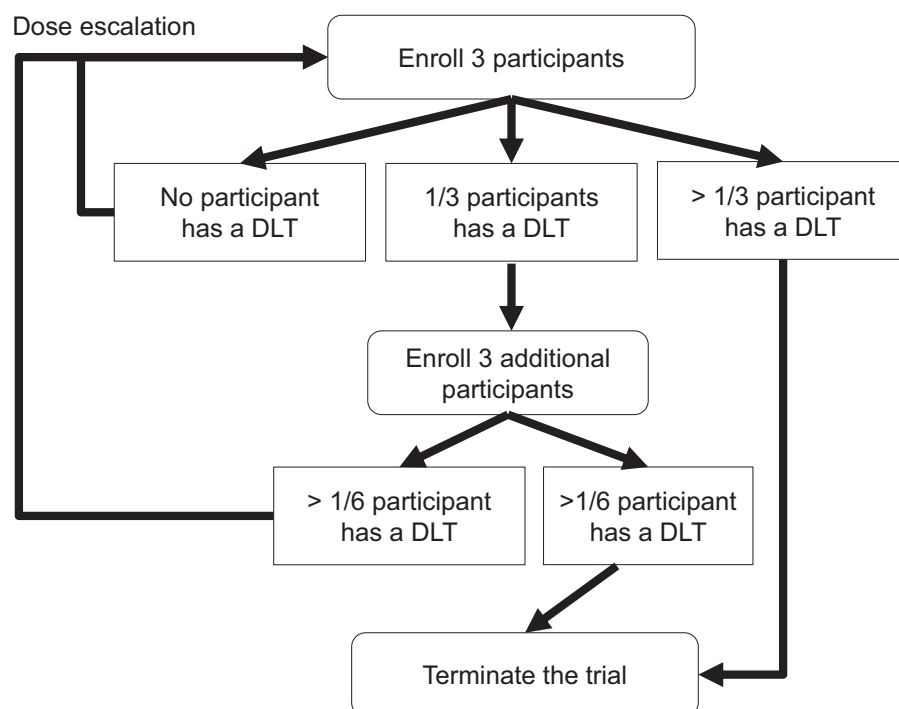 Dose escalation
Enroll 3 participants
No participant
has a DLT
1/3 participants
has a DLT
> 1/3 participant
has a DLT
Enroll 3 additional
participants
> 1/6 participant
has a DLT
>1/6 participant
has a DLT
Terminate the trial